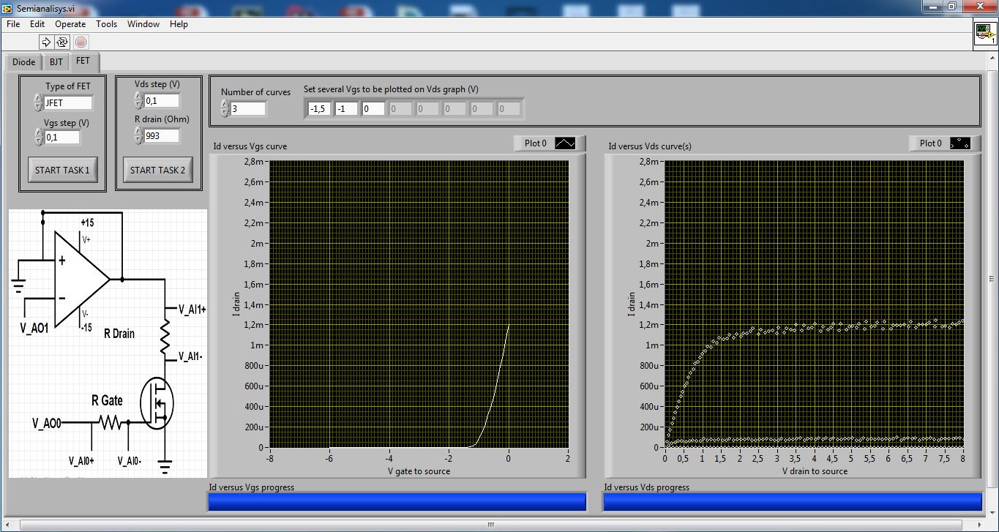 Semianalisys.vi
File Edit Operate Tools Window Help
1
Diode BJT FET
Type of FET
JFET
Vgs step (V)
0,1
START TASK 1
Vds step (V)
0,1
R drain (Ohm)
993
START TASK 2
Number of curves
3
Set several Vgs to be plotted on Vds graph (V)
-1,5 -1 0 0 0 0 0 0
Id versus Vgs curve
Plot 0
2,8m
2,6m
2,4m
2,2m
2m
1,8m
1,6m
1,4m
1,2m
1m
800u
600u
400u
200u
0
I drain
-8 -6 -4 -2 0 2
V gate to source
Id versus Vgs progress
Id versus Vds curve(s)
Plot 0
2,8m
2,6m
2,4m
2,2m
2m
1,8m
1,6m
1,4m
1,2m
1m
800u
600u
400u
200u
0
I drain
0 0,5 1 1,5 2 2,5 3 3,5 4 4,5 5 5,5 6 6,5 7 7,5 8
V drain to source
Id versus Vds progress
+15
V+
+
-
V-
-15
V_AO1
R Drain
V_AI1+
V_AI1-
R Gate
V_AO0
V_AI0+ V_AI0-